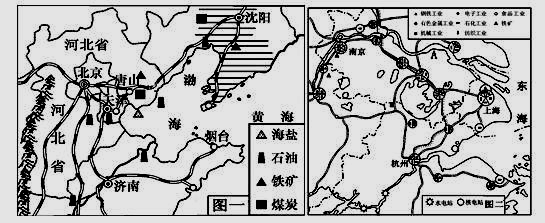 沈阳
河北省
北京
唐山
天津
渤
海
黄海
河
北
省
烟台
济南
海盐
石油
铁矿
煤炭
图一
钢铁工业
电子工业
食品工业
有色金属工业
石化工业
铁矿
机械工业
纺织工业
南京
A
上海
东
海
杭州
水电站
核电站
图二